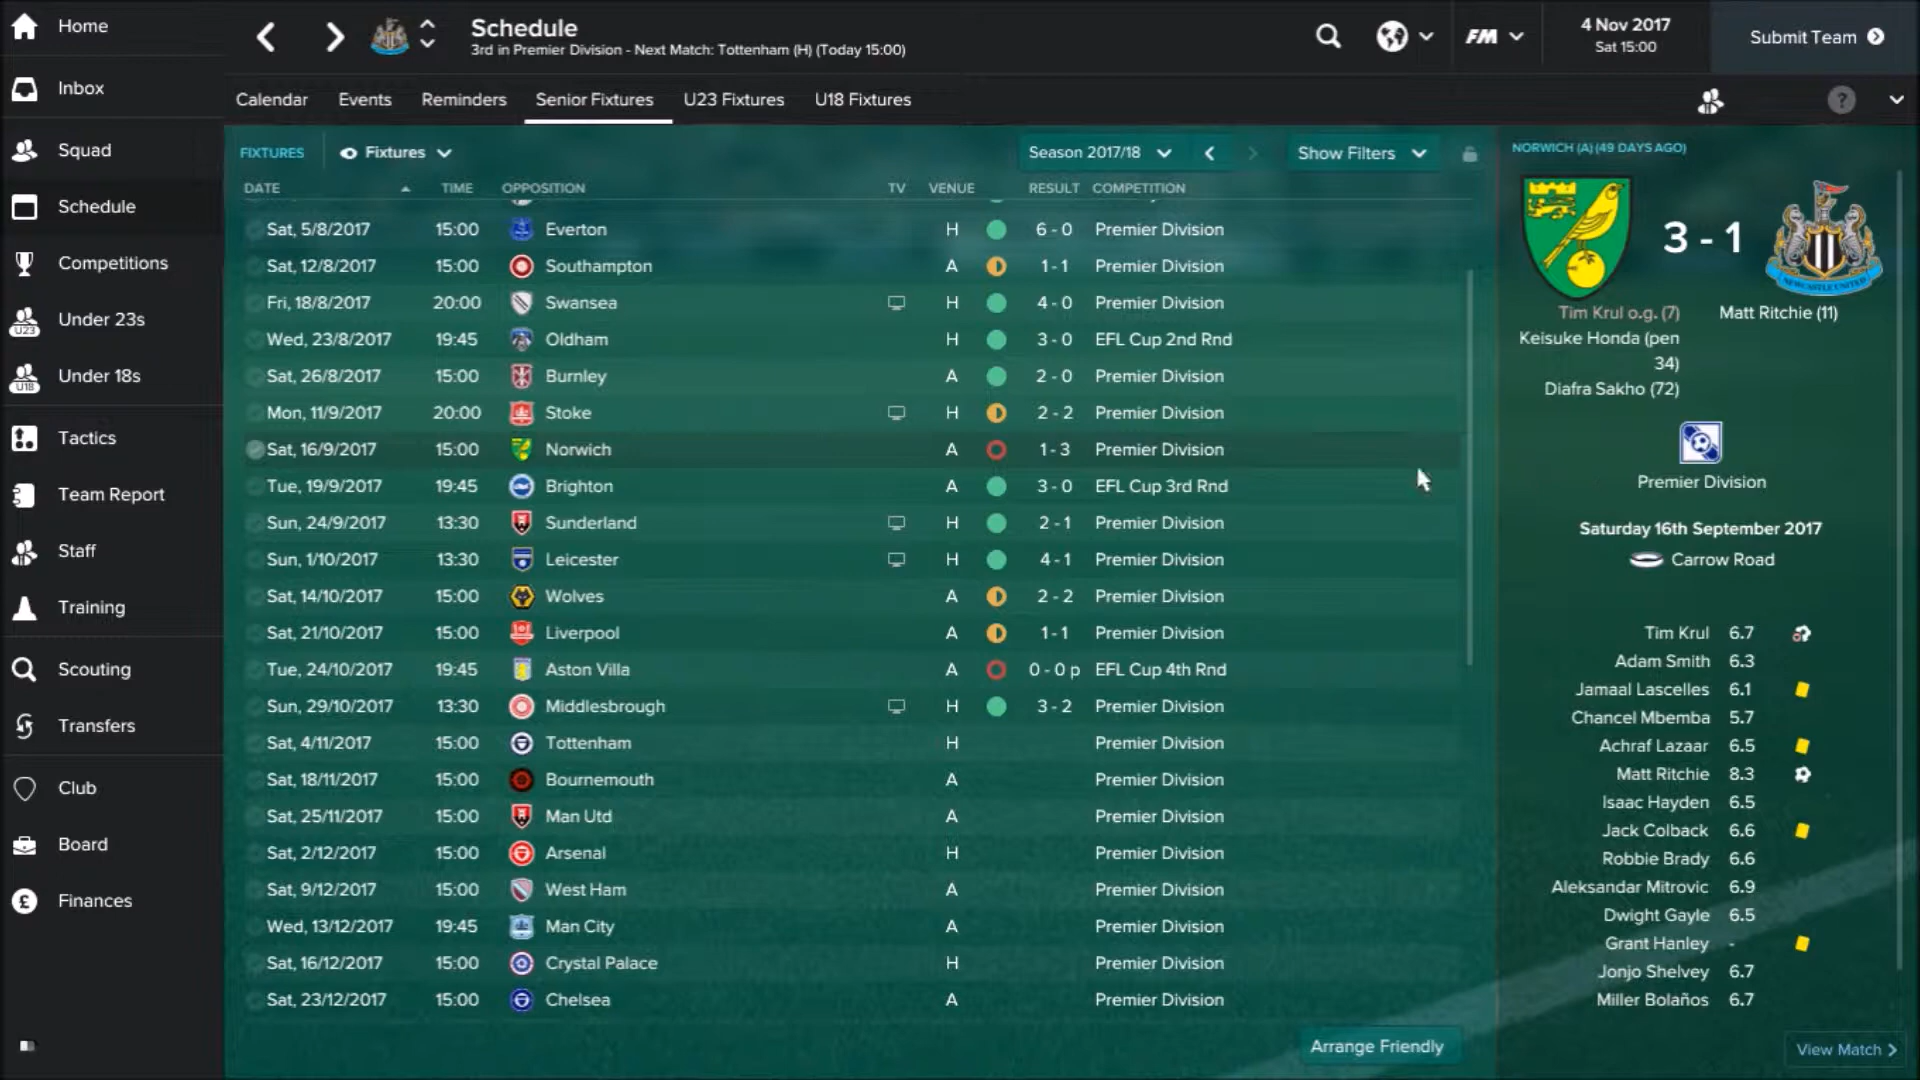 Home
Inbox
Squad
Schedule
Competitions
U23 Under 23s
U18 Under 18s
Tactics
Team Report
Staff
Training
Scouting
Transfers
Club
Board
Finances
Schedule
3rd in Premier Division - Next Match: Tottenham (H) (Today 15:00)
FM
4 Nov 2017
Sat 15:00
Submit Team
Calendar Events Reminders Senior Fixtures U23 Fixtures U18 Fixtures
?
FIXTURES Fixtures Season 2017/18 Show Filters
DATE TIME OPPOSITION TV VENUE RESULT COMPETITION
Sat, 5/8/2017 15:00 Everton H 6 - 0 Premier Division
Sat, 12/8/2017 15:00 Southampton A 1 - 1 Premier Division
Fri, 18/8/2017 20:00 Swansea H 4 - 0 Premier Division
Wed, 23/8/2017 19:45 Oldham H 3 - 0 EFL Cup 2nd Rnd
Sat, 26/8/2017 15:00 Burnley A 2 - 0 Premier Division
Mon, 11/9/2017 20:00 Stoke H 2 - 2 Premier Division
Sat, 16/9/2017 15:00 Norwich A 1 - 3 Premier Division
Tue, 19/9/2017 19:45 Brighton A 3 - 0 EFL Cup 3rd Rnd
Sun, 24/9/2017 13:30 Sunderland H 2 - 1 Premier Division
Sun, 1/10/2017 13:30 Leicester H 4 - 1 Premier Division
Sat, 14/10/2017 15:00 Wolves A 2 - 2 Premier Division
Sat, 21/10/2017 15:00 Liverpool A 1 - 1 Premier Division
Tue, 24/10/2017 19:45 Aston Villa A 0 - 0 p EFL Cup 4th Rnd
Sun, 29/10/2017 13:30 Middlesbrough H 3 - 2 Premier Division
Sat, 4/11/2017 15:00 Tottenham H Premier Division
Sat, 18/11/2017 15:00 Bournemouth A Premier Division
Sat, 25/11/2017 15:00 Man Utd A Premier Division
Sat, 2/12/2017 15:00 Arsenal H Premier Division
Sat, 9/12/2017 15:00 West Ham A Premier Division
Wed, 13/12/2017 19:45 Man City A Premier Division
Sat, 16/12/2017 15:00 Crystal Palace H Premier Division
Sat, 23/12/2017 15:00 Chelsea A Premier Division
Arrange Friendly
NORWICH (A) (49 DAYS AGO)
3 - 1
NEWCASTLE UNITED
Tim Krul o.g. (7) Matt Ritchie (11)
Keisuke Honda (pen
34)
Diafra Sakho (72)
Premier Division
Saturday 16th September 2017
Carrow Road
Tim Krul 6.7
Adam Smith 6.3
Jamaal Lascelles 6.1
Chancel Mbemba 5.7
Achraf Lazaar 6.5
Matt Ritchie 8.3
Isaac Hayden 6.5
Jack Colback 6.6
Robbie Brady 6.6
Aleksandar Mitrovic 6.9
Dwight Gayle 6.5
Grant Hanley -
Jonjo Shelvey 6.7
Miller Bolaños 6.7
View Match